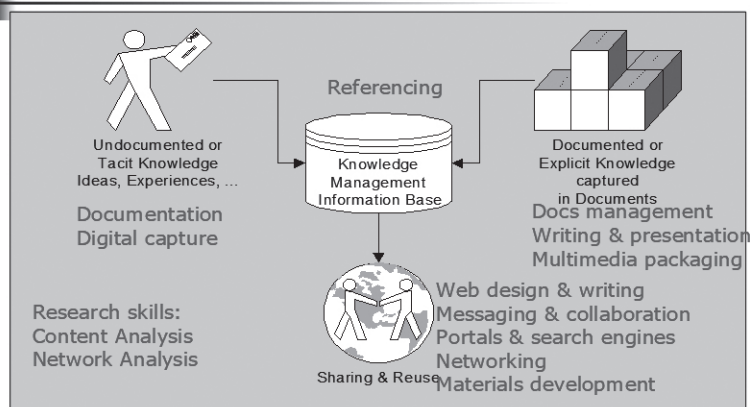 Referencing
Undocumented or
Tacit Knowledge
Ideas, Experiences, ...
Documentation
Digital capture
Knowledge
Management
Information Base
Documented or
Explicit Knowledge
captured
in Documents
Docs management
Writing & presentation
Multimedia packaging
Research skills:
Content Analysis
Network Analysis
Sharing & Reuse
Web design & writing
Messaging & collaboration
Portals & search engines
Networking
Materials development